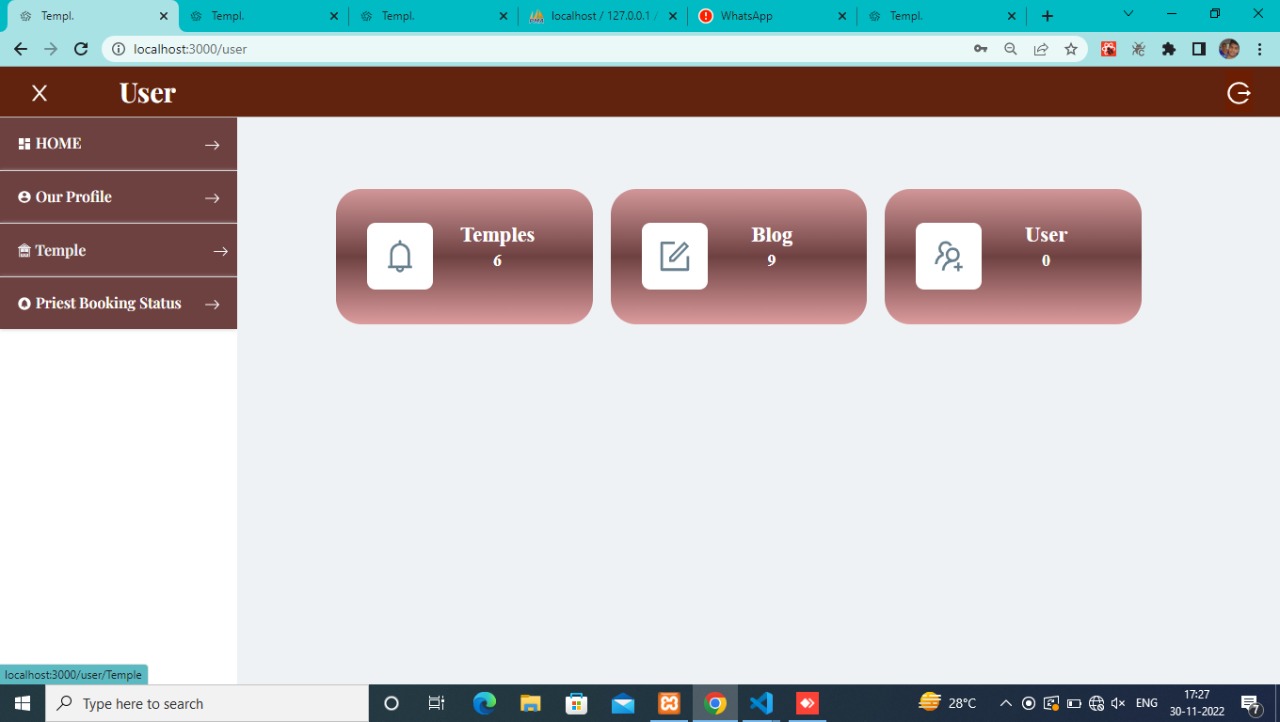 Templ.
Templ.
Templ.
localhost / 127.0.0.1 /
WhatsApp
Templ.
localhost:3000/user
User
HOME
Our Profile
Temple
Priest Booking Status
Temples
6
Blog
9
User
0
localhost:3000/user/Temple
Type here to search
28°C
ENG
17:27
30-11-2022
7